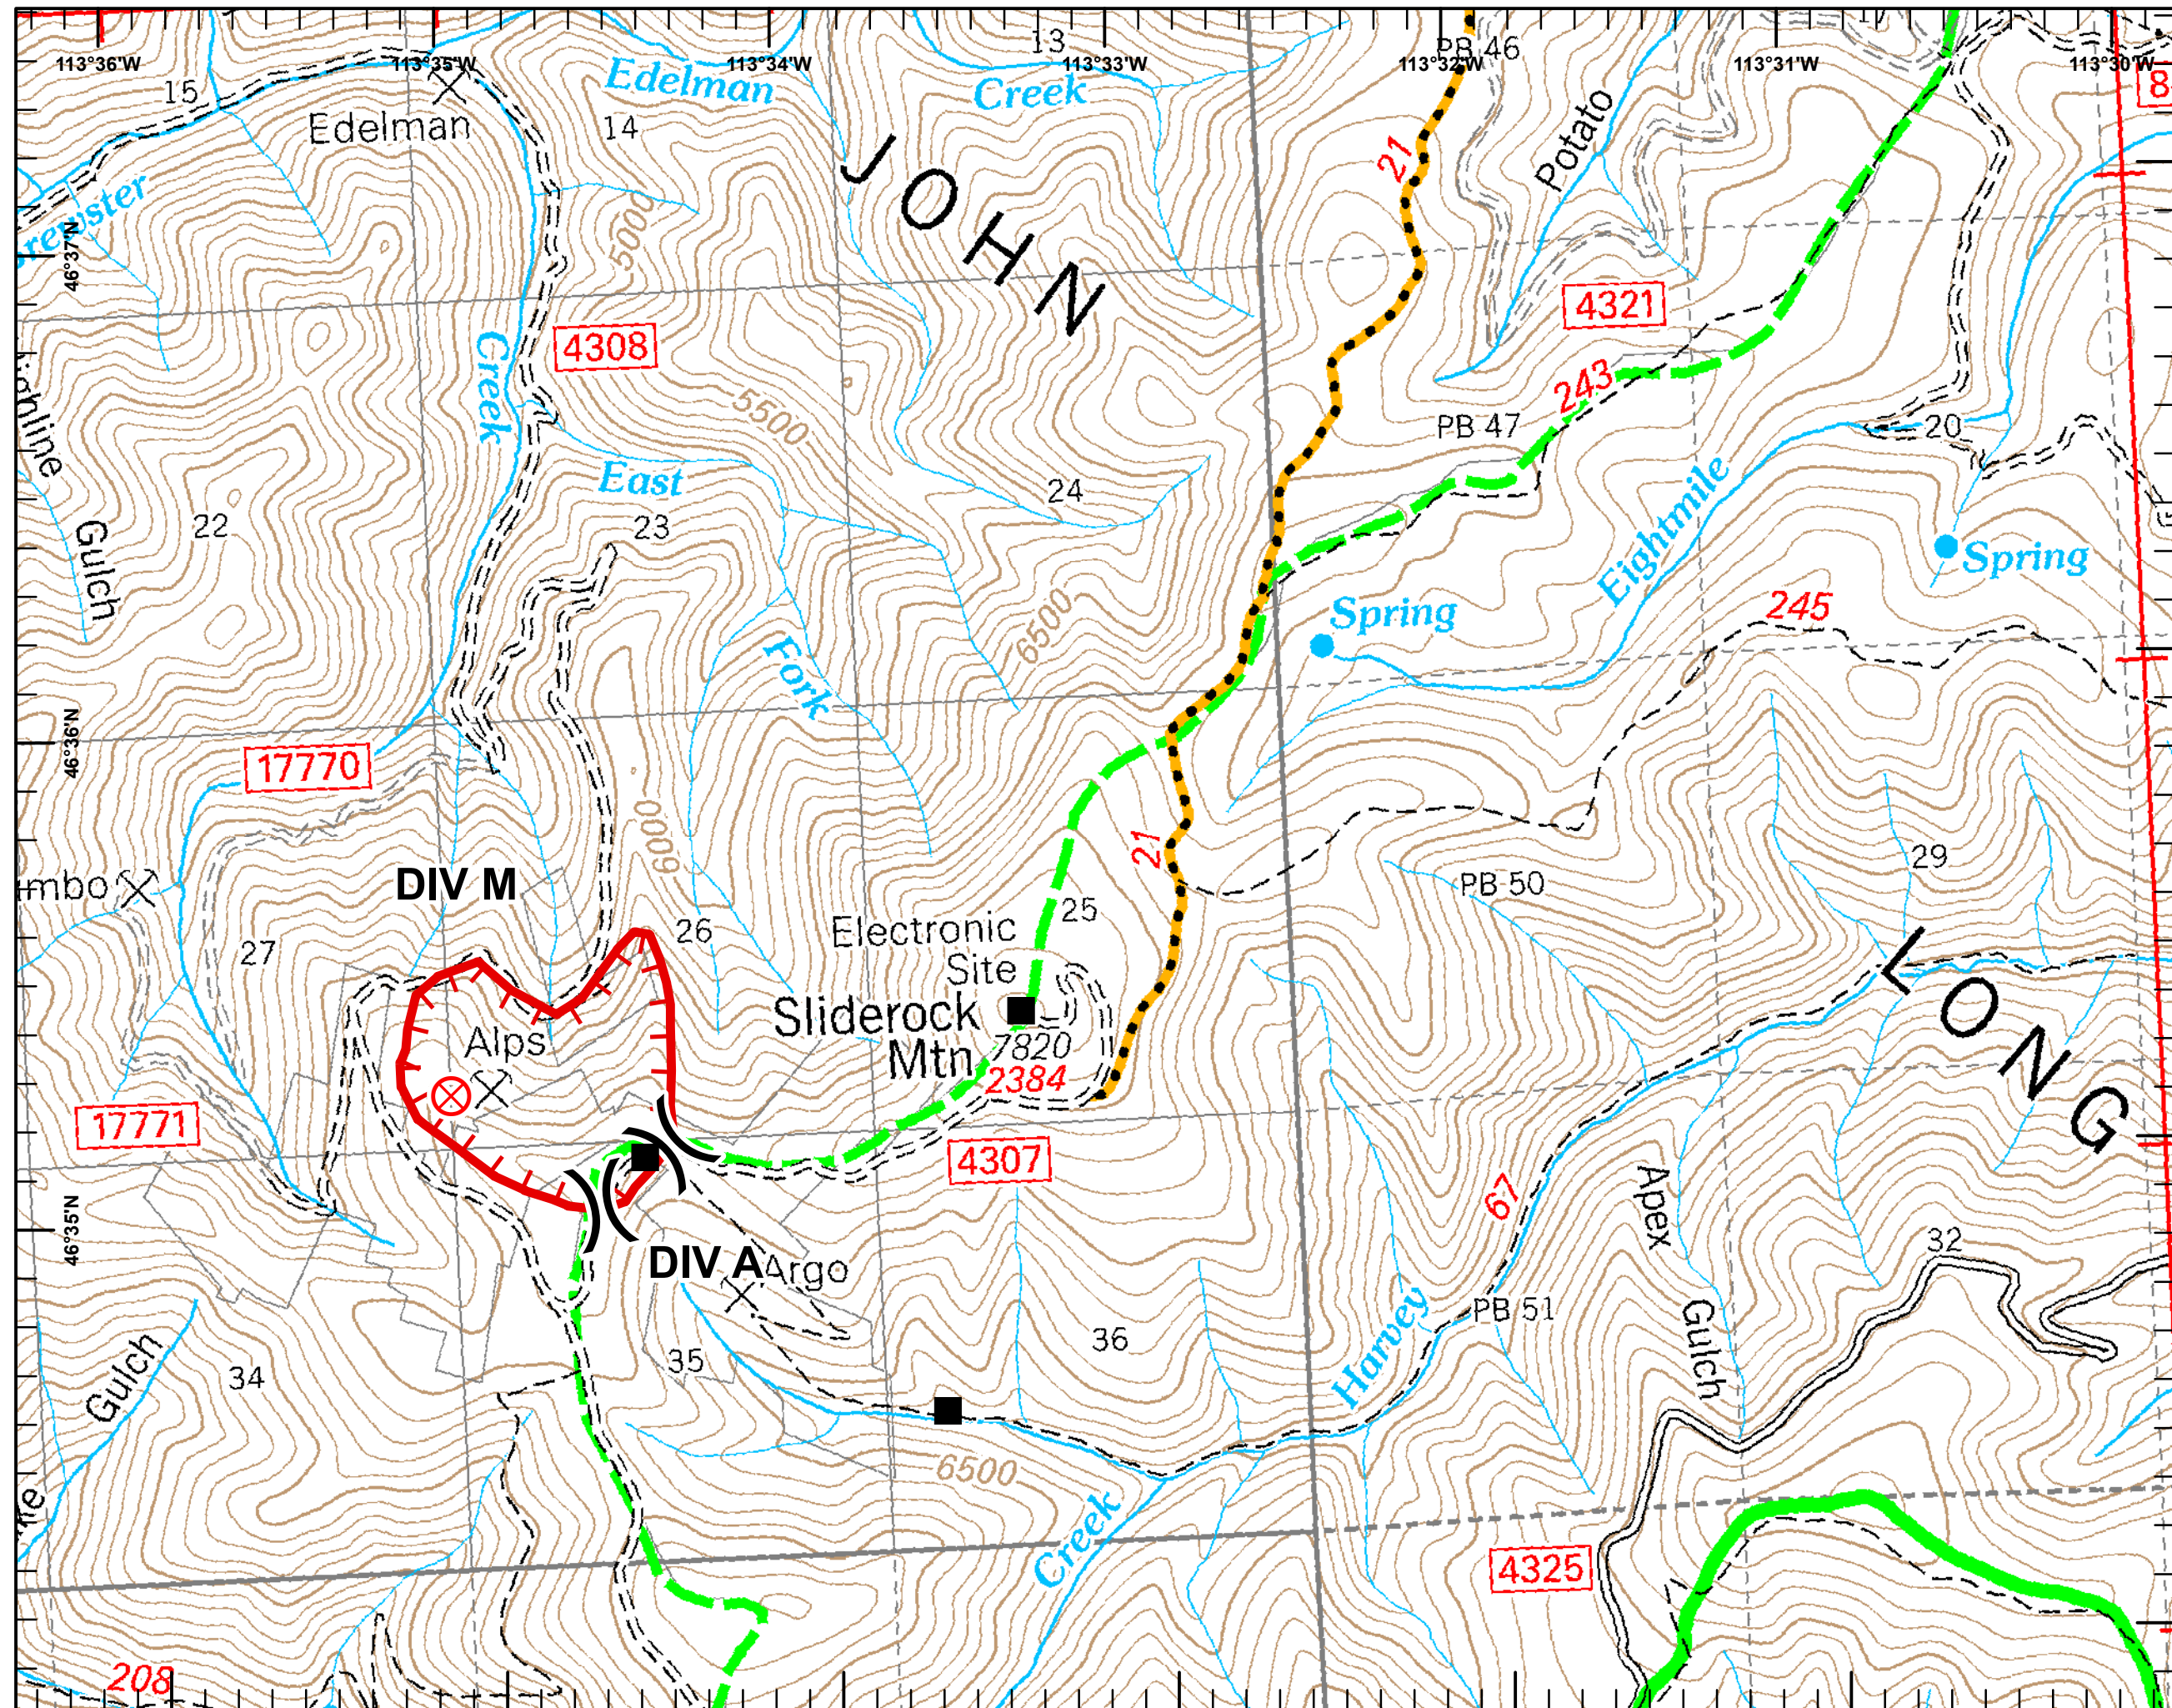 13
PB 46
113°36'W
113°35'W
113°34'W
113°33'W
113°32'W
113°31'W
113°30'W
15
Edelman
Creek
8
Edelman
14
21
Potato
JOHN
46°37'N
5000
4321
4308
Creek
243
5500
PB 47
20
East
24
22
23
Gulch
Eightmile
Spring
Spring
245
6500
Fork
46°36'N
17770
6000
21
29
DIV M
PB 50
25
26
Electronic
Site
27
LONG
Sliderock
Mtn
7820
Alps
2384
17771
4307
67
Apex
46°35'N
32
DIV A
Argo
Harvey
PB 51
36
35
Gulch
34
Gulch
6500
Creek
4325
208